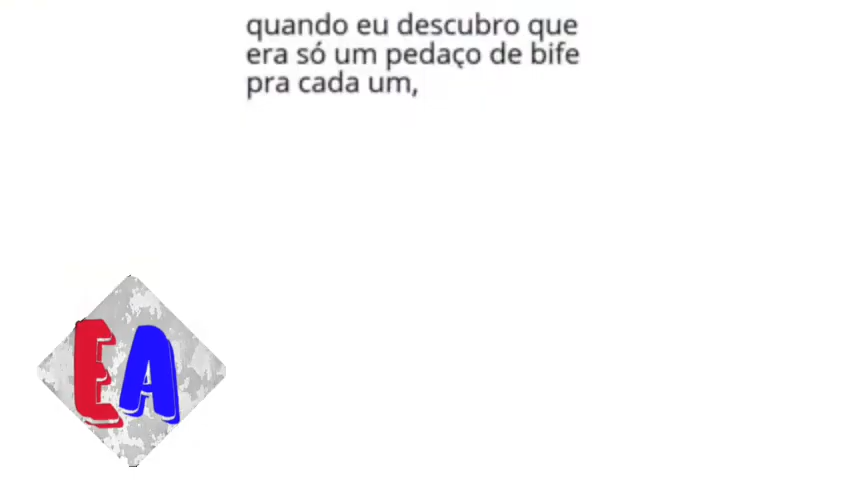 quando eu descubro que
era só um pedaço de bife
pra cada um,
EA